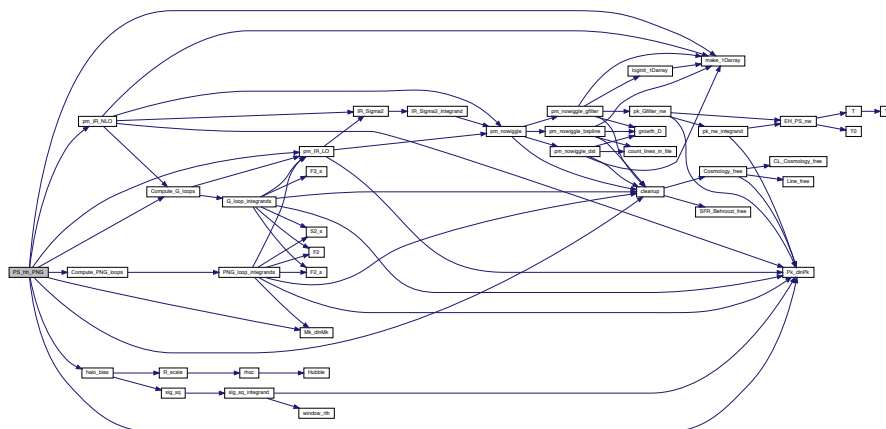 make_1Darray
loginit_1Darray
pm_nowiggle_gfilter
pk_Gfilter_nw
IR_Sigma2
IR_Sigma2_integrand
T
pm_IR_NLO
EH_PS_nw
pm_nowiggle
pm_nowiggle_bspline
growth_D
pk_nw_integrand
T0
pm_IR_LO
pm_nowiggle_dst
count_lines_in_file
CL_Cosmology_free
F3_s
Cosmology_free
Line_free
Compute_G_loops
G_loop_integrands
cleanup
SFR_Behroozi_free
S2_s
F2
PS_hh_PNG
Compute_PNG_loops
PNG_loop_integrands
F2_s
Pk_dlnPk
Mk_dlnMk
halo_bias
R_scale
rhoc
Hubble
sig_sq
sig_sq_integrand
window_rth